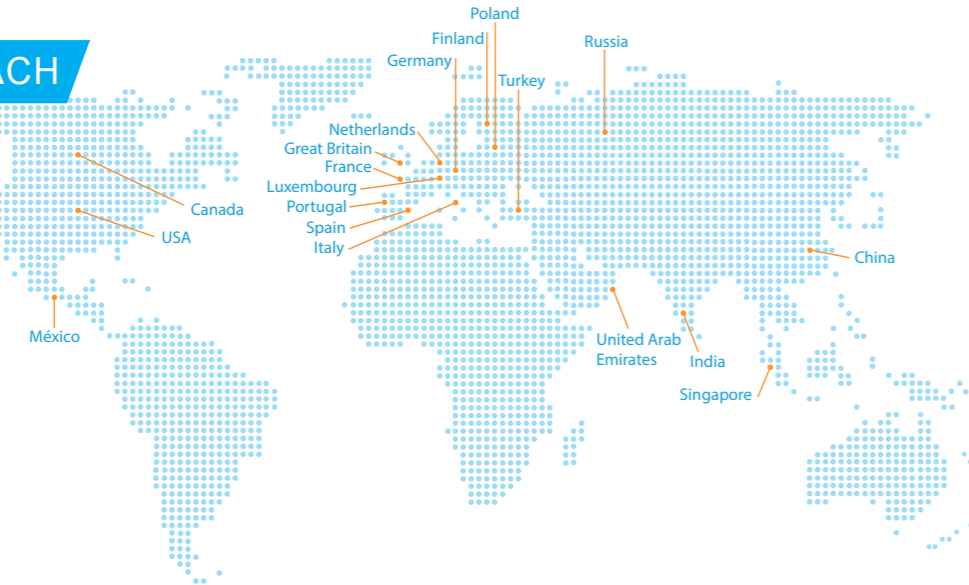 ACH
Poland
Finland
Russia
Germany
Turkey
Netherlands
Great Britain
France
Luxembourg
Canada
Portugal
USA
Spain
Italy
China
México
United Arab
Emirates
India
Singapore